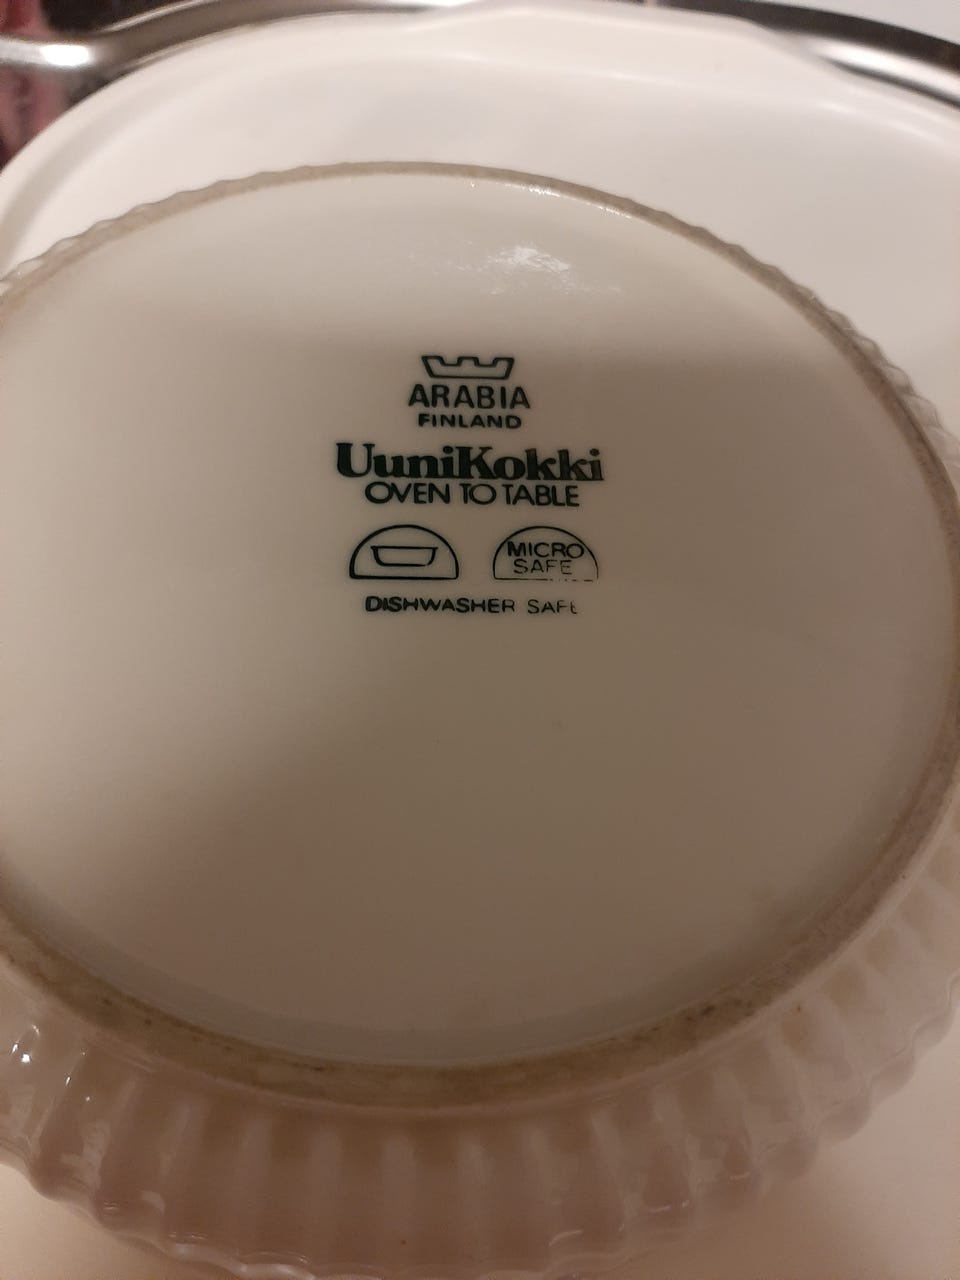 ARABIA
FINLAND
UuniKokki
OVEN TO TABLE
MICRO
SAFE
DISHWASHER SAFE